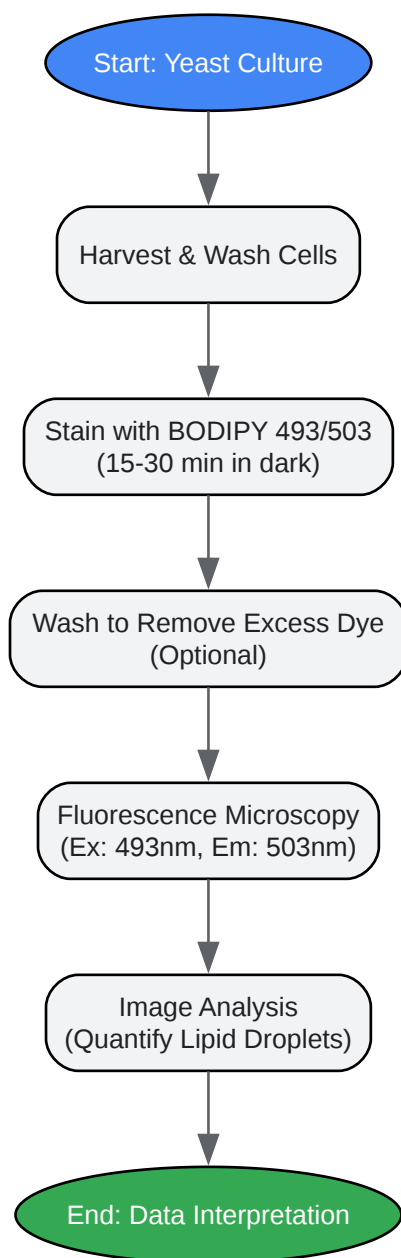 Start: Yeast Culture
Harvest & Wash Cells
Stain with BODIPY 493/503
(15-30 min in dark)
Wash to Remove Excess Dye
(Optional)
Fluorescence Microscopy
(Ex: 493nm, Em: 503nm)
Image Analysis
(Quantify Lipid Droplets)
End: Data Interpretation